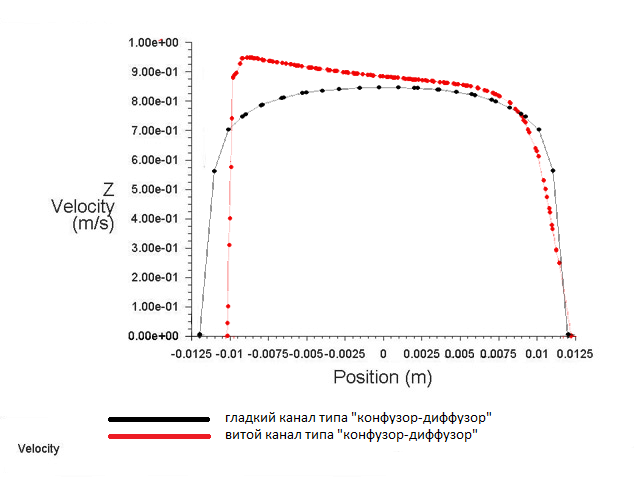 1.00e+00
9.00e-01
8.00e-01
7.00e-01
6.00e-01
5.00e-01
4.00e-01
3.00e-01
2.00e-01
1.00e-01
0.00e+00
Z
Velocity
(m/s)
-0.0125 -0.01 -0.0075 -0.005 -0.0025 0 0.0025 0.005 0.0075 0.01 0.0125
Position (m)
гладкий канал типа "конфузор-диффузор"
витой канал типа "конфузор-диффузор"
Velocity